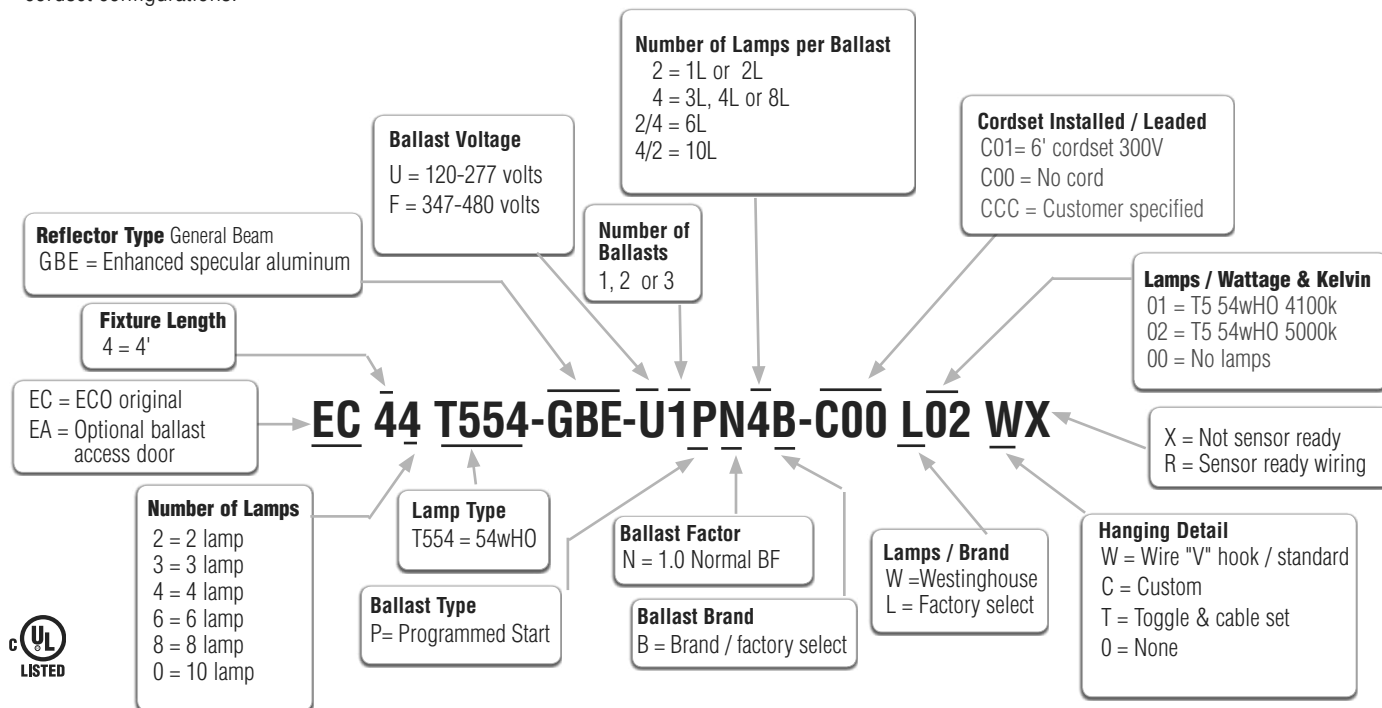 cordset configurations.
Number of Lamps per Ballast
2 = 1L or 2L
4 = 3L, 4L or 8L
2/4 = 6L
4/2 = 10L
Ballast Voltage
U = 120-277 volts
F = 347-480 volts
Cordset Installed / Leaded
C01= 6' cordset 300V
C00 = No cord
CCC = Customer specified
Reflector Type General Beam
GBE = Enhanced specular aluminum
Number of
Ballasts
1, 2 or 3
Lamps / Wattage & Kelvin
01 = T5 54wHO 4100k
02 = T5 54wHO 5000k
00 = No lamps
Fixture Length
4 = 4'
EC = ECO original
EA = Optional ballast
access door
EC 44 T554-GBE-U1PN4B-C00 L02 WX
X = Not sensor ready
R = Sensor ready wiring
Number of Lamps
2 = 2 lamp
3 = 3 lamp
4 = 4 lamp
6 = 6 lamp
8 = 8 lamp
0 = 10 lamp
Lamp Type
T554 = 54wHO
Ballast Type
P= Programmed Start
Ballast Factor
N = 1.0 Normal BF
Ballast Brand
B = Brand / factory select
Lamps / Brand
W =Westinghouse
L = Factory select
Hanging Detail
W = Wire "V" hook / standard
C = Custom
T = Toggle & cable set
0 = None
c UL
LISTED